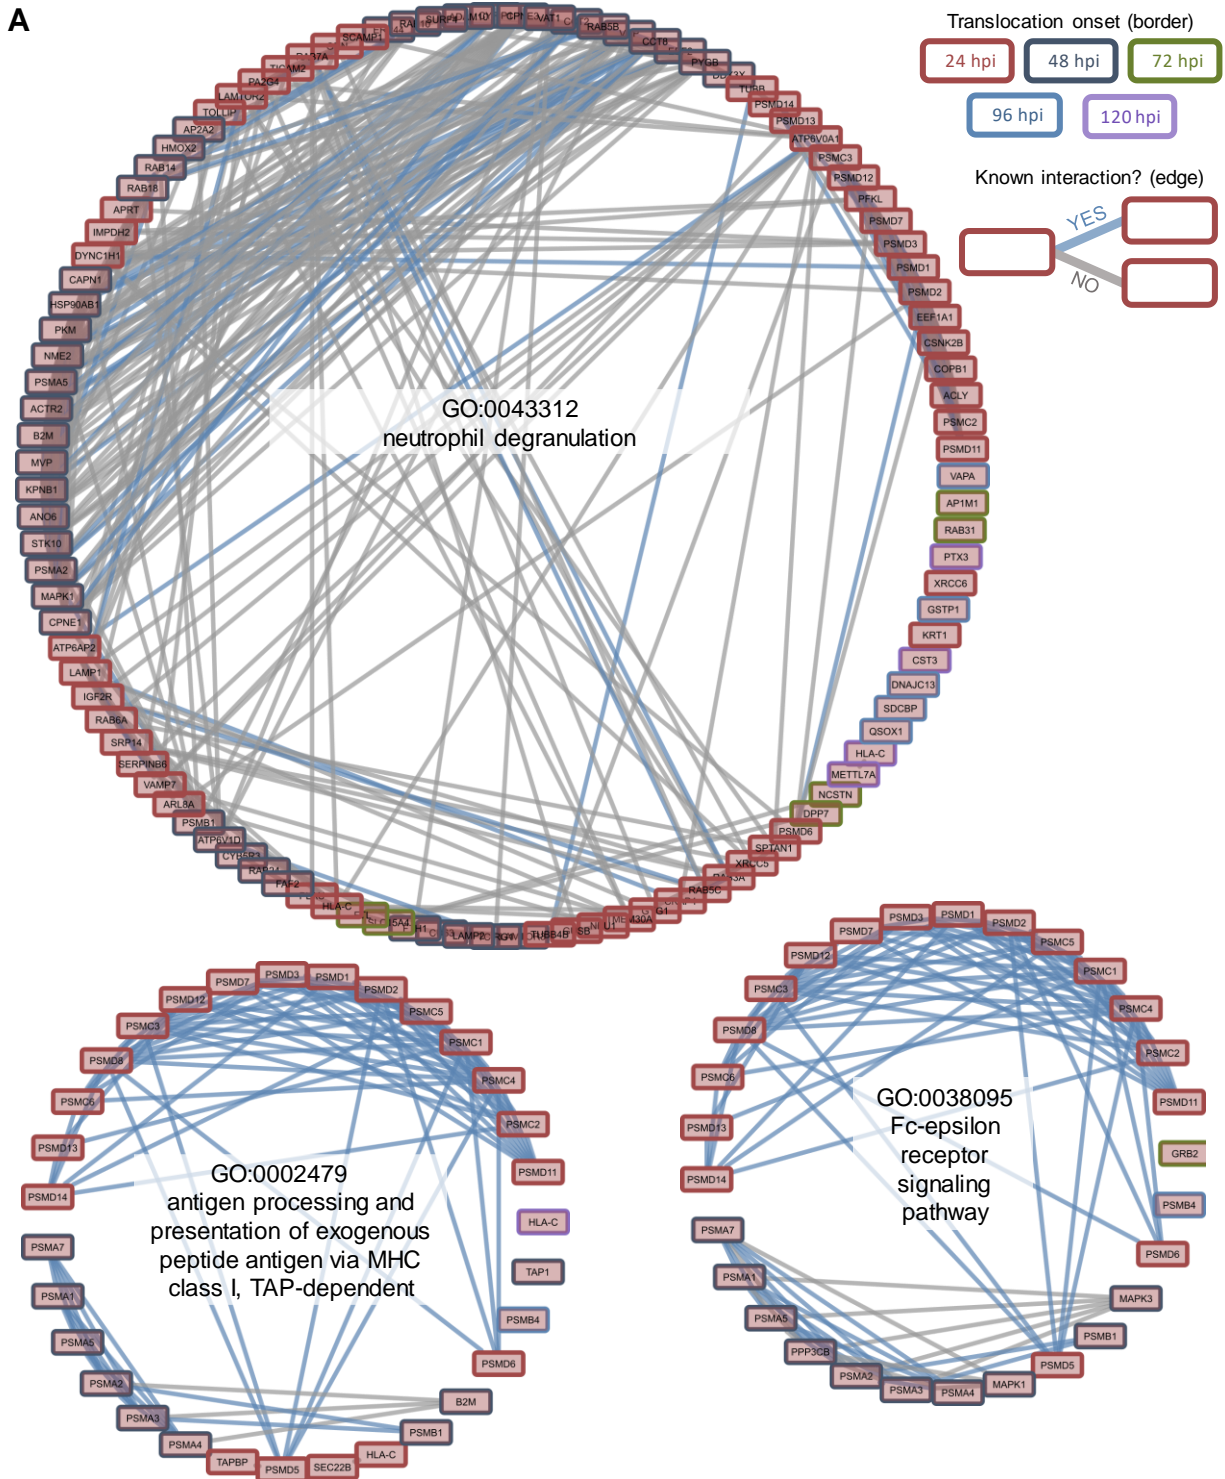 A
Translocation onset (border)
24 hpi
48 hpi
72 hpi
96 hpi
120 hpi
Known interaction? (edge)
YES
NO
GO:0043312
neutrophil degranulation
SURF4
VAT1
RAB5B
CCT8
PYGB
TUBB
PSMD14
PSMD13
ATP6V0A1
PSMC3
PSMD12
PFKL
PSMD7
PSMD3
PSMD1
PSMD2
EEF1A1
CSNK2B
COPB1
ACLY
PSMC2
PSMD11
VAPA
AP1M1
RAB31
PTX3
XRCC6
GSTP1
KRT1
CST3
DNAJC13
SDCBP
QSOX1
HLA-C
METTL7A
NCSTN
DPP7
PSMD6
SPTAN1
XRCC5
RAB5C
TUBB4B
LAMP2
HLA-C
FAF2
CYB5R3
ATP6V1D
PSMB1
ARL8A
VAMP7
SERPINB6
SRP14
RAB6A
IGF2R
LAMP1
ATP6AP2
CPNE1
MAPK1
PSMA2
STK10
ANO6
KPNB1
MVP
B2M
ACTR2
PSMA5
NME2
PKM
HSP90AB1
CAPN1
DYNC1H1
IMPDH2
APRT
RAB18
RAB14
HMOX2
AP2A2
TOLLIP
LAMTOR2
PA2G4
TICAM2
RAB7A
SCAMP1
GO:0002479
antigen processing and
presentation of exogenous
peptide antigen via MHC
class I, TAP-dependent
PSMD3
PSMD1
PSMD2
PSMC5
PSMC1
PSMC4
PSMC2
PSMD11
HLA-C
TAP1
PSMB4
PSMD6
B2M
PSMB1
HLA-C
SEC22B
PSMD5
TAPBP
PSMA4
PSMA3
PSMA2
PSMA5
PSMA1
PSMA7
PSMD14
PSMD13
PSMC6
PSMD8
PSMC3
PSMD12
PSMD7
GO:0038095
Fc-epsilon
receptor
signaling
pathway
PSMD3
PSMD1
PSMD2
PSMC5
PSMC1
PSMC4
PSMC2
PSMD11
GRB2
PSMB4
PSMD6
MAPK3
PSMB1
PSMD5
MAPK1
PSMA4
PSMA3
PSMA2
PPP3CB
PSMA5
PSMA1
PSMA7
PSMD14
PSMD13
PSMC6
PSMD8
PSMC3
PSMD12
PSMD7